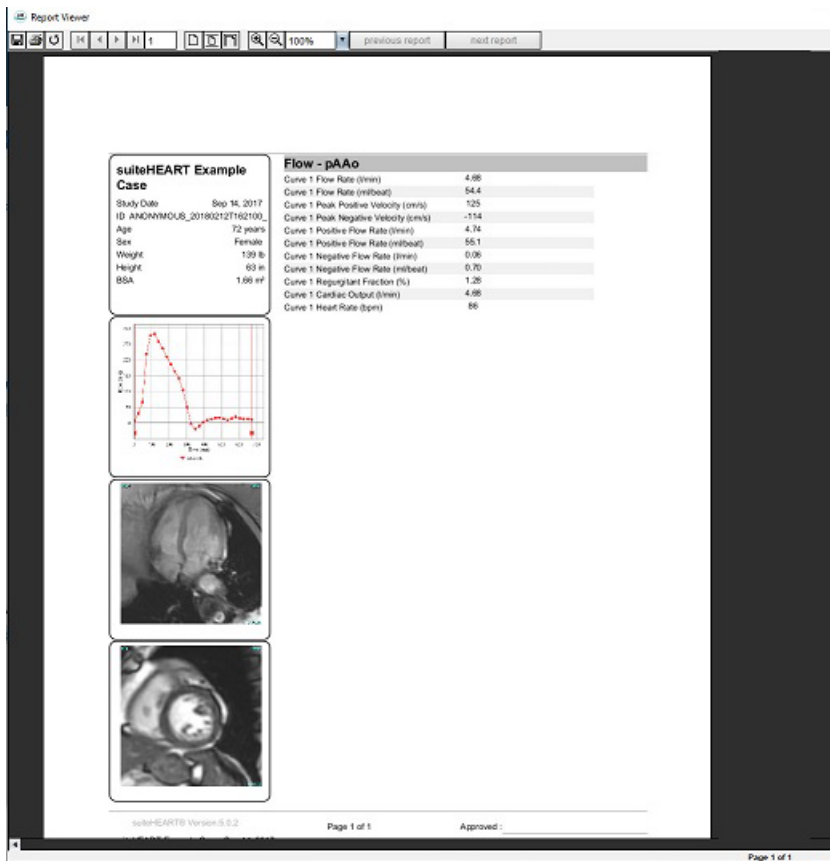 Report Viewer
1
100%
previous report
next report
suiteHEART Example
Case
Study Date Sep 14, 2017
ID ANONYMOUS_20180212T162100_
Age 72 years
Sex Female
Weight 139 lb
Height 63 in
BSA 1.66 m²
Flow - pAAo
Curve 1 Flow Rate (l/min) 4.68
Curve 1 Flow Rate (ml/beat) 54.4
Curve 1 Peak Positive Velocity (cm/s) 125
Curve 1 Peak Negative Velocity (cm/s) -114
Curve 1 Positive Flow Rate (l/min) 4.74
Curve 1 Positive Flow Rate (ml/beat) 55.1
Curve 1 Negative Flow Rate (l/min) 0.06
Curve 1 Negative Flow Rate (ml/beat) 0.70
Curve 1 Regurgitant Fraction (%) 1.28
Curve 1 Cardiac Output (l/min) 4.68
Curve 1 Heart Rate (bpm) 86
suiteHEART® Version 5.0.2
Page 1 of 1
Approved :
Page 1 of 1